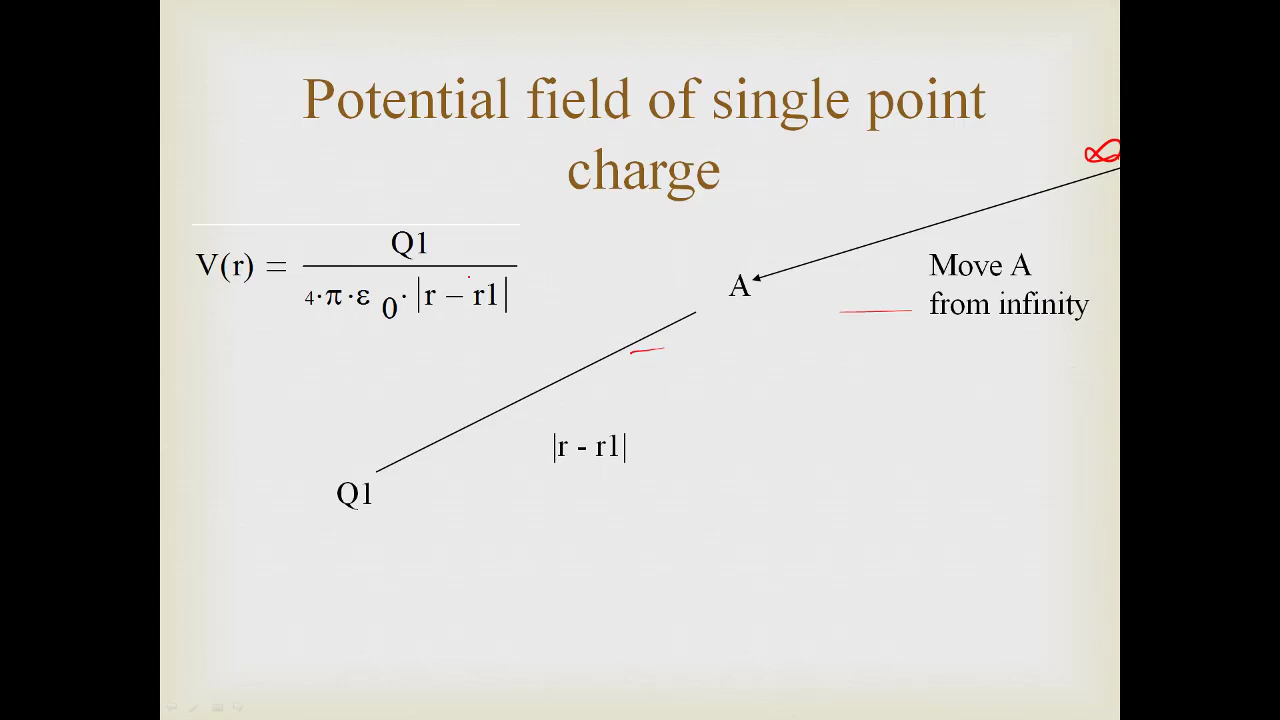 Potential field of single point
charge
∞
V(r) = Q1 / 4·π·ε 0 · |r − r1|
A
Move A
from infinity
|r - r1|
Q1